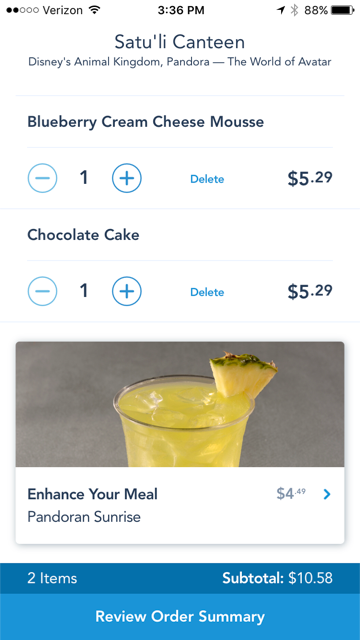 Verizon 3:36 PM 88%
Satu'li Canteen
Disney's Animal Kingdom, Pandora — The World of Avatar
Blueberry Cream Cheese Mousse
1 Delete $5.29
Chocolate Cake
1 Delete $5.29
Enhance Your Meal $4.49
Pandoran Sunrise
2 Items Subtotal: $10.58
Review Order Summary